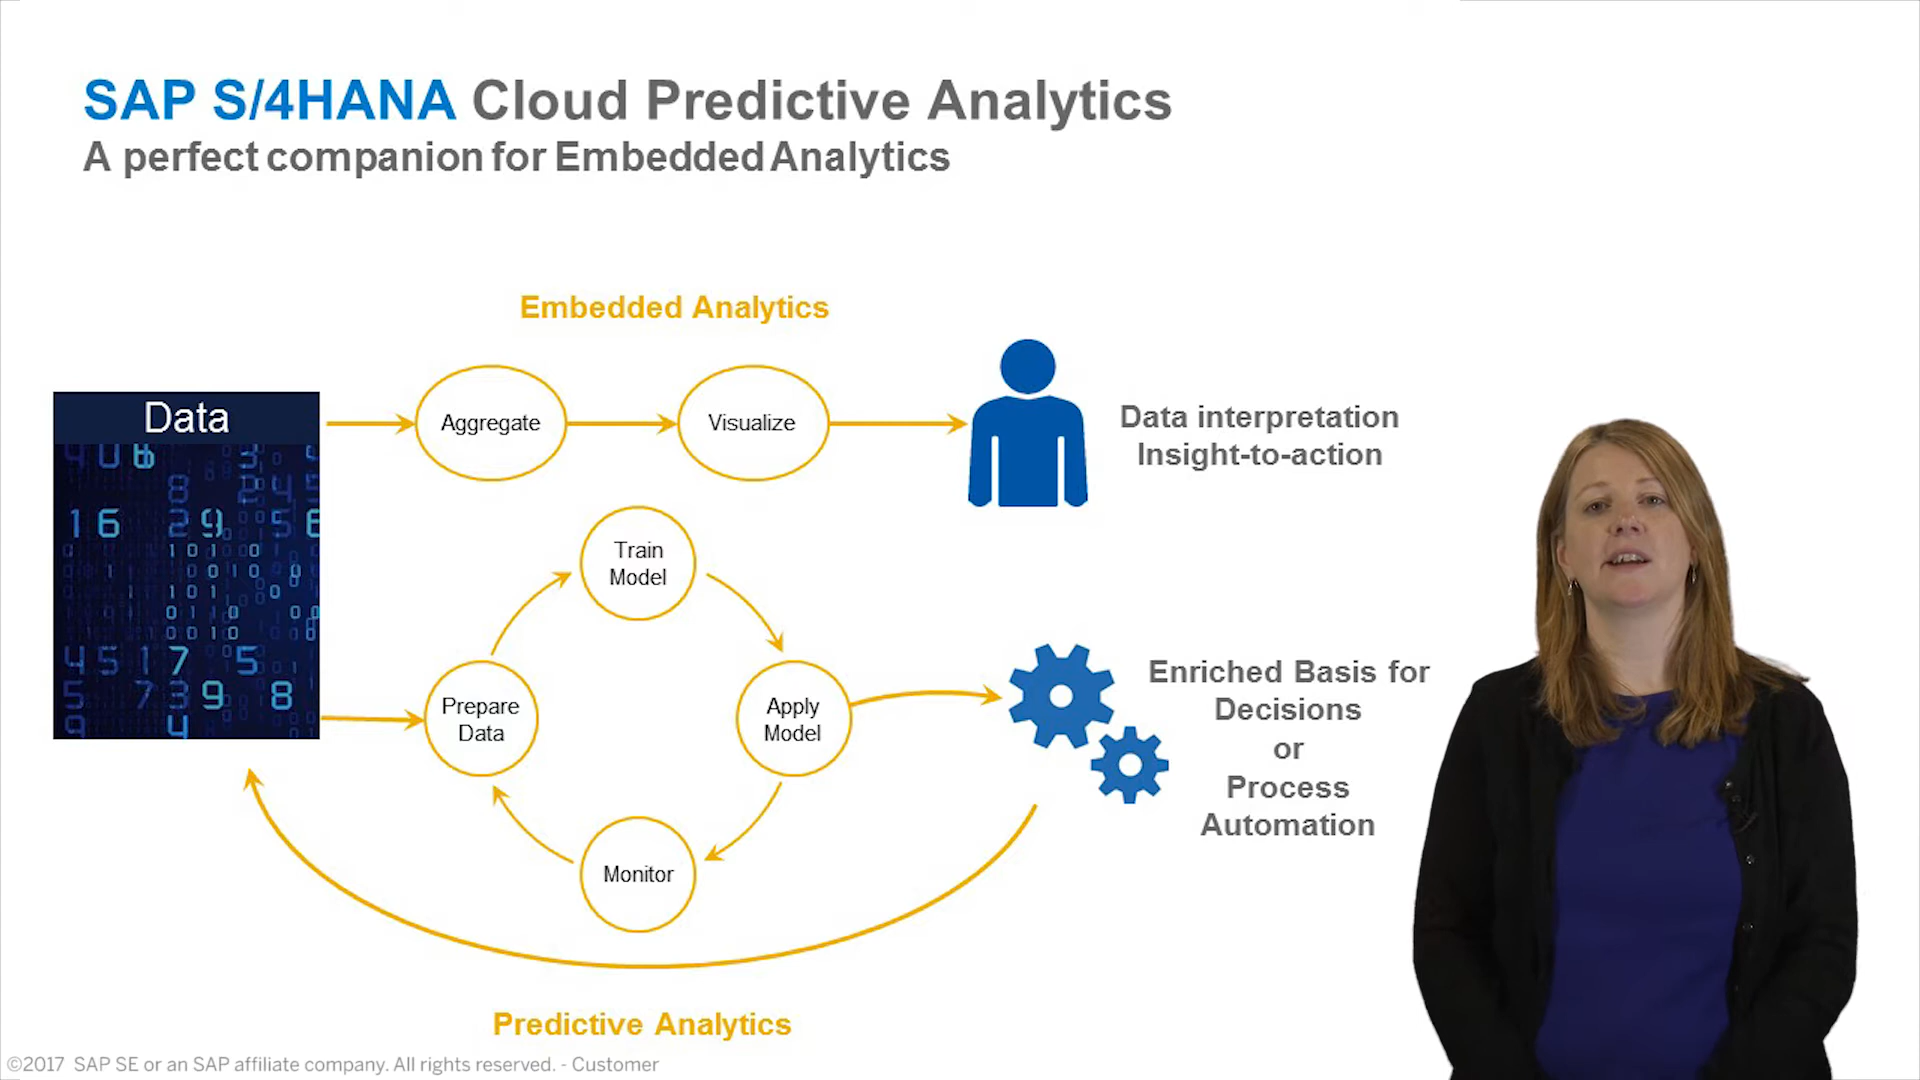 SAP S/4HANA Cloud Predictive Analytics
A perfect companion for Embedded Analytics
Embedded Analytics
Data
Aggregate
Visualize
Data interpretation
Insight-to-action
Train
Model
Prepare
Data
Apply
Model
Monitor
Enriched Basis for
Decisions
or
Process
Automation
Predictive Analytics
©2017 SAP SE or an SAP affiliate company. All rights reserved. - Customer